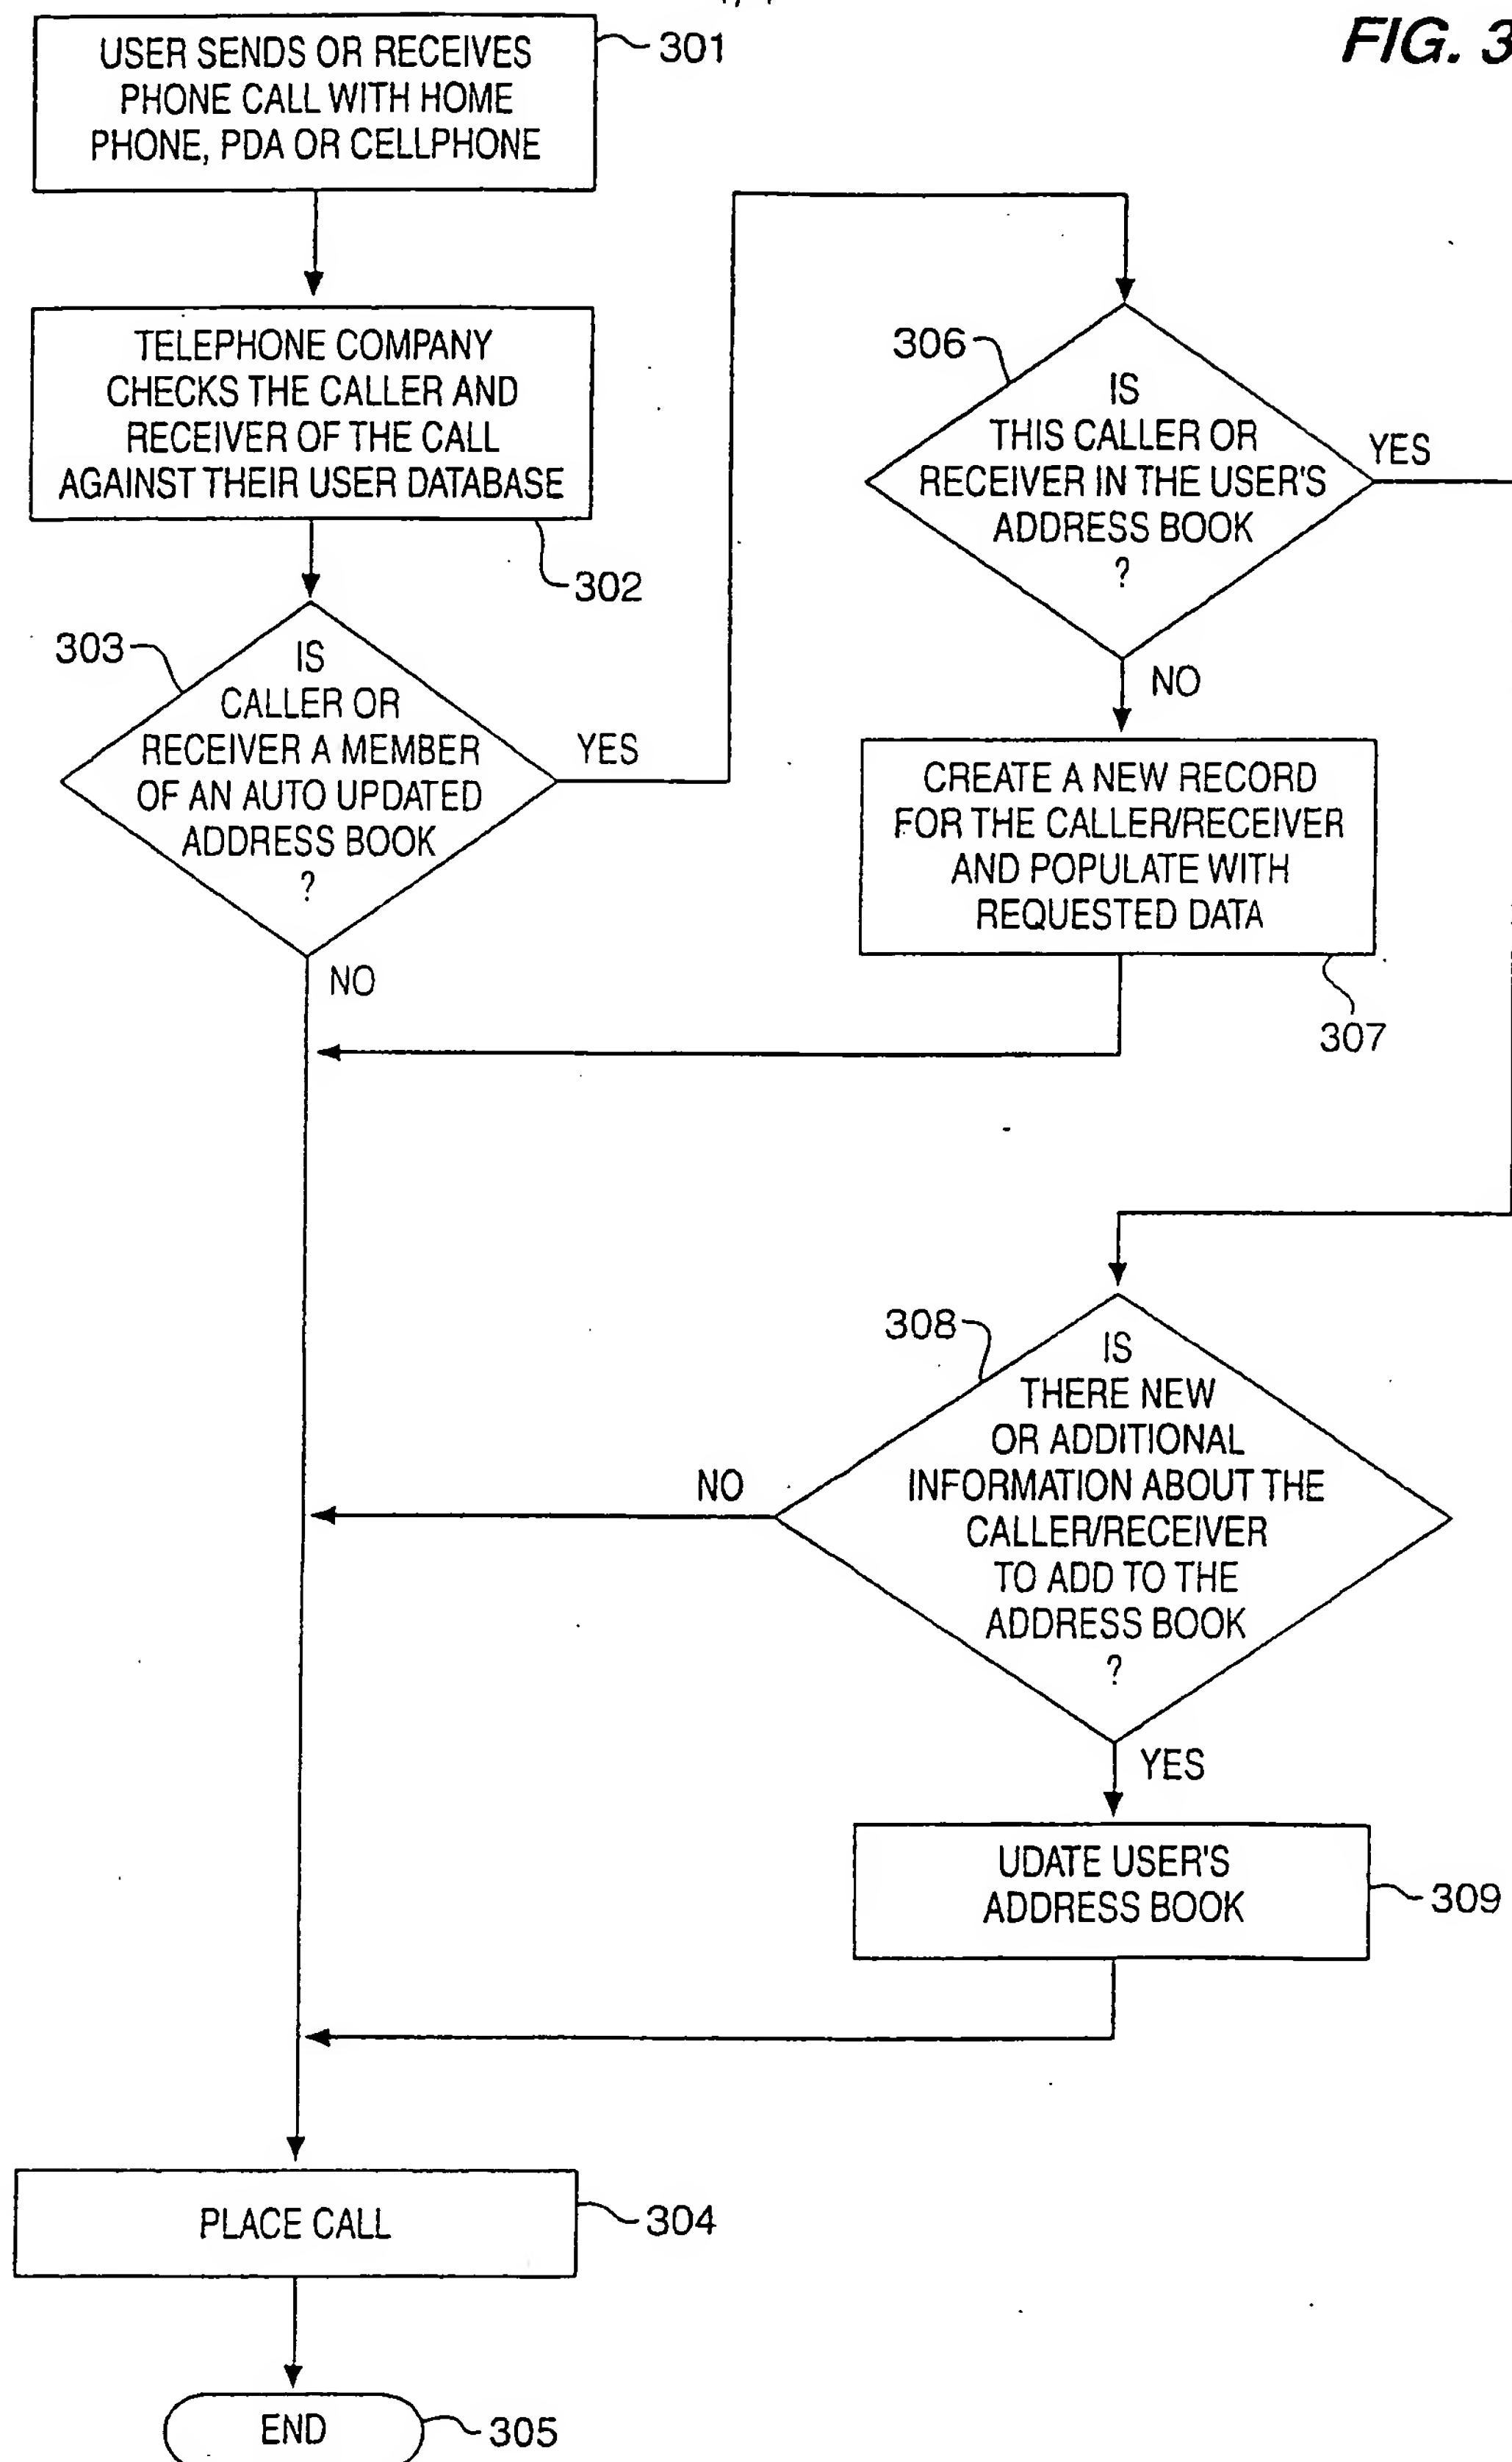 FIG. 3
USER SENDS OR RECEIVES
PHONE CALL WITH HOME
PHONE, PDA OR CELLPHONE
301
TELEPHONE COMPANY
CHECKS THE CALLER AND
RECEIVER OF THE CALL
AGAINST THEIR USER DATABASE
302
303
IS
CALLER OR
RECEIVER A MEMBER
OF AN AUTO UPDATED
ADDRESS BOOK
?
YES
NO
306
IS
THIS CALLER OR
RECEIVER IN THE USER'S
ADDRESS BOOK
?
YES
NO
CREATE A NEW RECORD
FOR THE CALLER/RECEIVER
AND POPULATE WITH
REQUESTED DATA
307
308
IS
THERE NEW
OR ADDITIONAL
INFORMATION ABOUT THE
CALLER/RECEIVER
TO ADD TO THE
ADDRESS BOOK
?
NO
YES
UDATE USER'S
ADDRESS BOOK
309
PLACE CALL
304
END
305